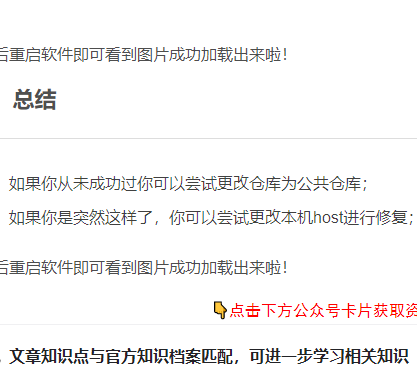 后重启软件即可看到图片成功加载出来啦！
总结
如果你从未成功过你可以尝试更改仓库为公共仓库；
如果你是突然这样了，你可以尝试更改本机host进行修复；
后重启软件即可看到图片成功加载出来啦！
👇点击下方公众号卡片获取资
文章知识点与官方知识档案匹配，可进一步学习相关知识